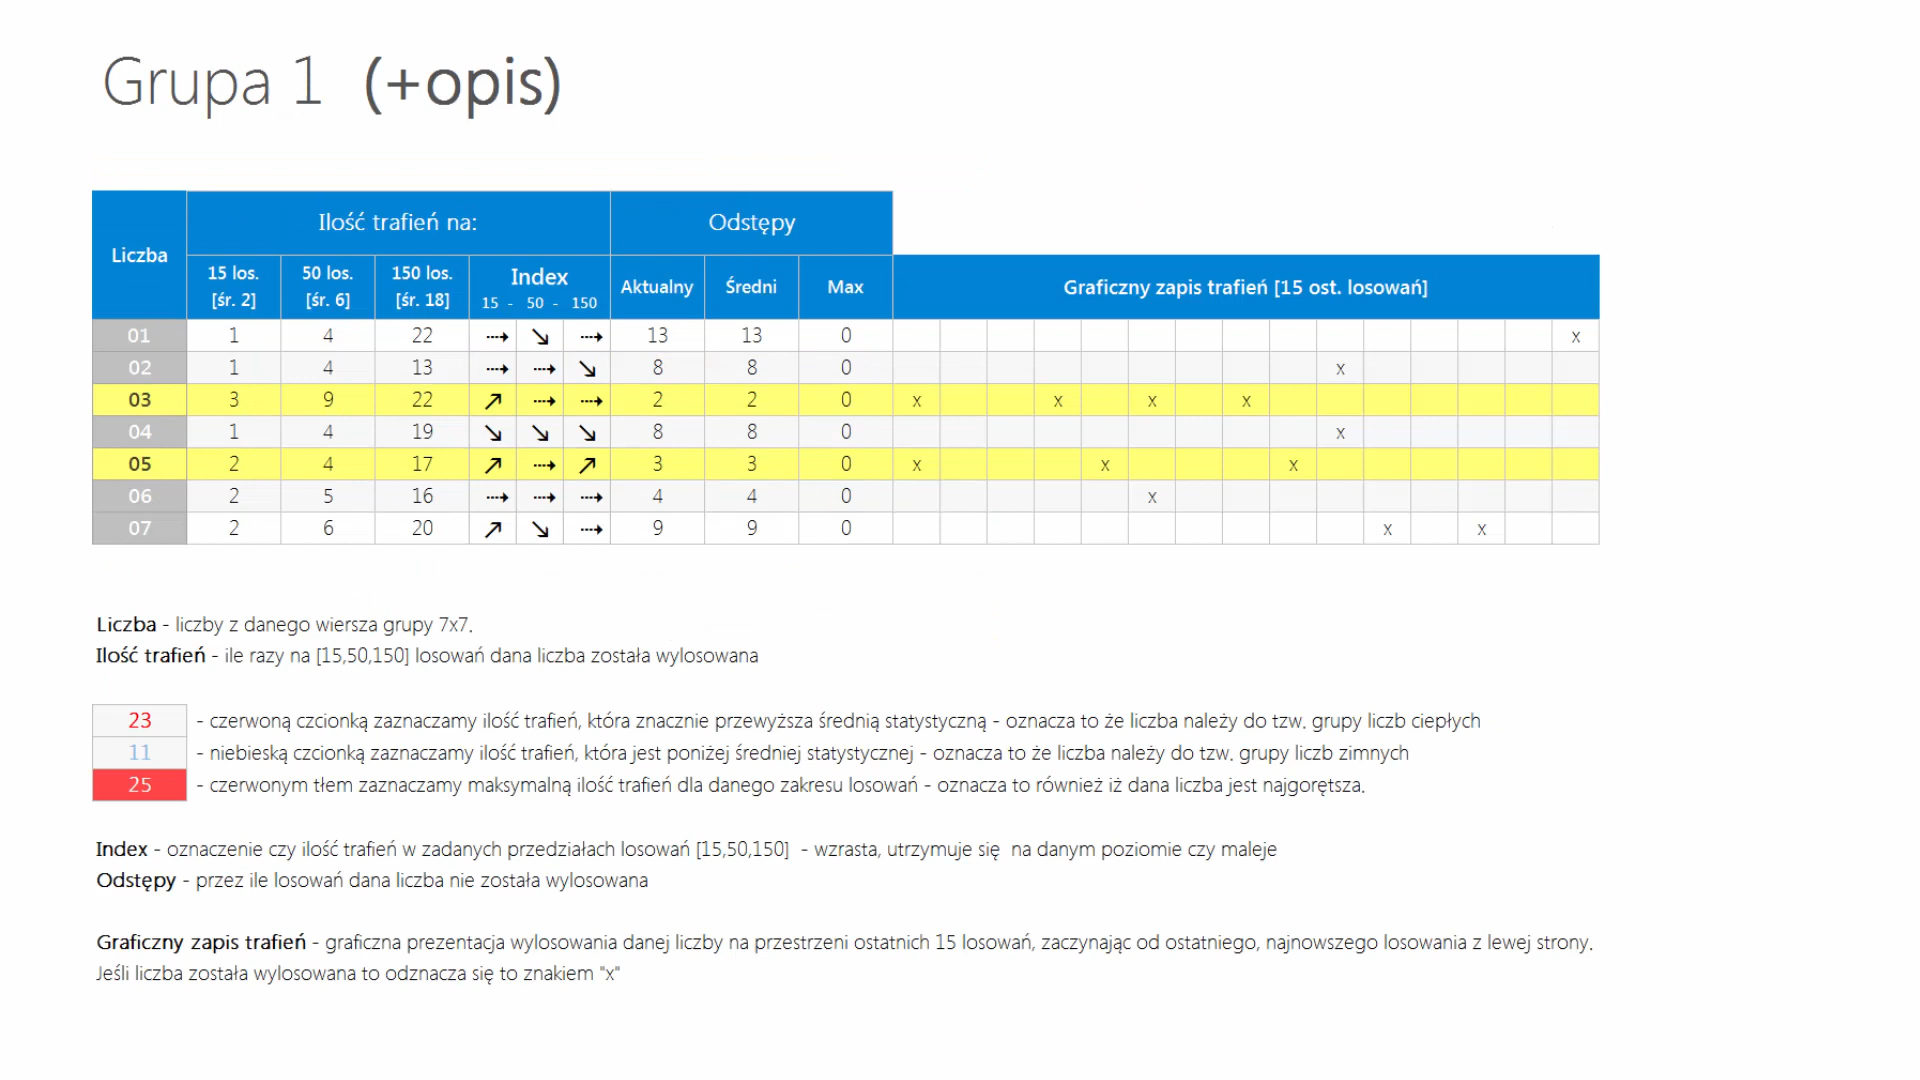 Grupa 1 (+opis)
Liczba Ilość trafień na: Odstępy
15 los. [śr. 2] 50 los. [śr. 6] 150 los. [śr. 18] Index 15 - 50 - 150 Aktualny Średni Max Graficzny zapis trafień [15 ost. losowań]
01 1 4 22 ⇢ ↘ ⇢ 13 13 0 x
02 1 4 13 ⇢ ⇢ ↘ 8 8 0 x
03 3 9 22 ↗ ⇢ ⇢ 2 2 0 x x x x
04 1 4 19 ↘ ↘ ↘ 8 8 0 x
05 2 4 17 ↗ ⇢ ↗ 3 3 0 x x x
06 2 5 16 ⇢ ⇢ ⇢ 4 4 0 x
07 2 6 20 ↗ ↘ ⇢ 9 9 0 x x
Liczba - liczby z danego wiersza grupy 7x7.
Ilość trafień - ile razy na [15,50,150] losowań dana liczba została wylosowana
23 - czerwoną czcionką zaznaczamy ilość trafień, która znacznie przewyższa średnią statystyczną - oznacza to że liczba należy do tzw. grupy liczb ciepłych
11 - niebieską czcionką zaznaczamy ilość trafień, która jest poniżej średniej statystycznej - oznacza to że liczba należy do tzw. grupy liczb zimnych
25 - czerwonym tłem zaznaczamy maksymalną ilość trafień dla danego zakresu losowań - oznacza to również iż dana liczba jest najgorętsza.
Index - oznaczenie czy ilość trafień w zadanych przedziałach losowań [15,50,150] - wzrasta, utrzymuje się na danym poziomie czy maleje
Odstępy - przez ile losowań dana liczba nie została wylosowana
Graficzny zapis trafień - graficzna prezentacja wylosowania danej liczby na przestrzeni ostatnich 15 losowań, zaczynając od ostatniego, najnowszego losowania z lewej strony.
Jeśli liczba została wylosowana to odznacza się to znakiem "x"